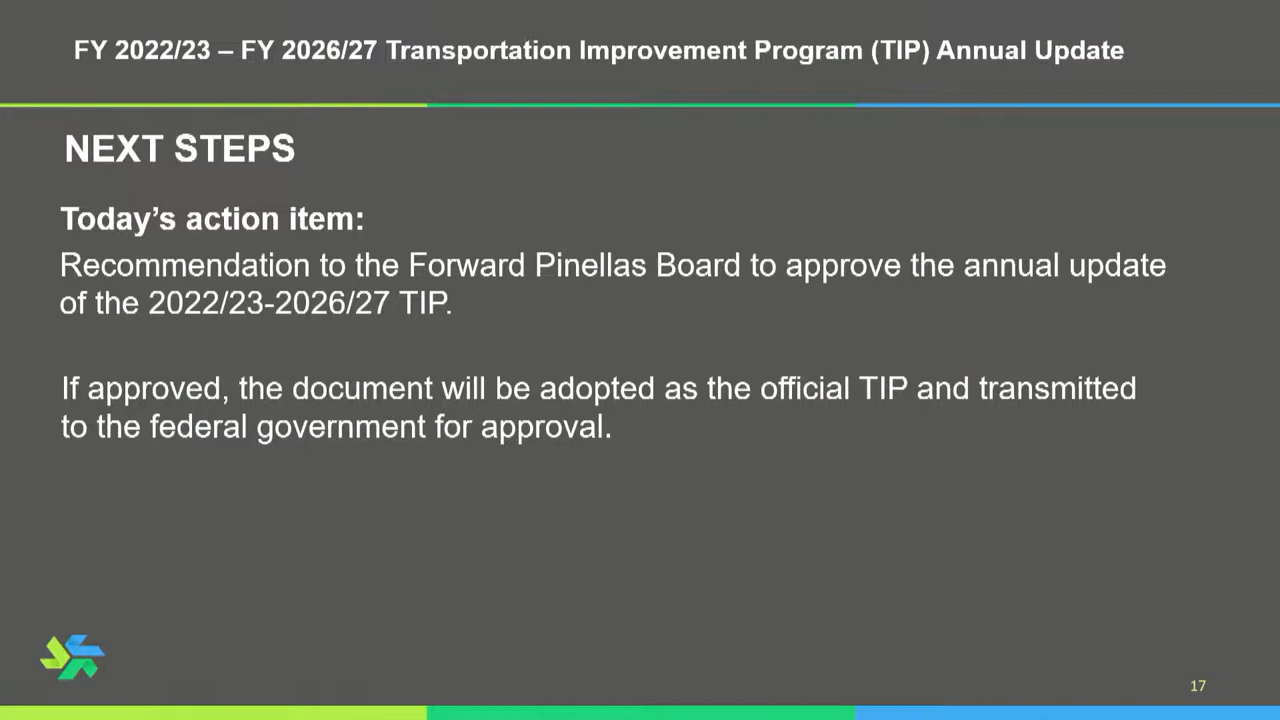 FY 2022/23 – FY 2026/27 Transportation Improvement Program (TIP) Annual Update
NEXT STEPS
Today’s action item:
Recommendation to the Forward Pinellas Board to approve the annual update
of the 2022/23-2026/27 TIP.
If approved, the document will be adopted as the official TIP and transmitted
to the federal government for approval.
17